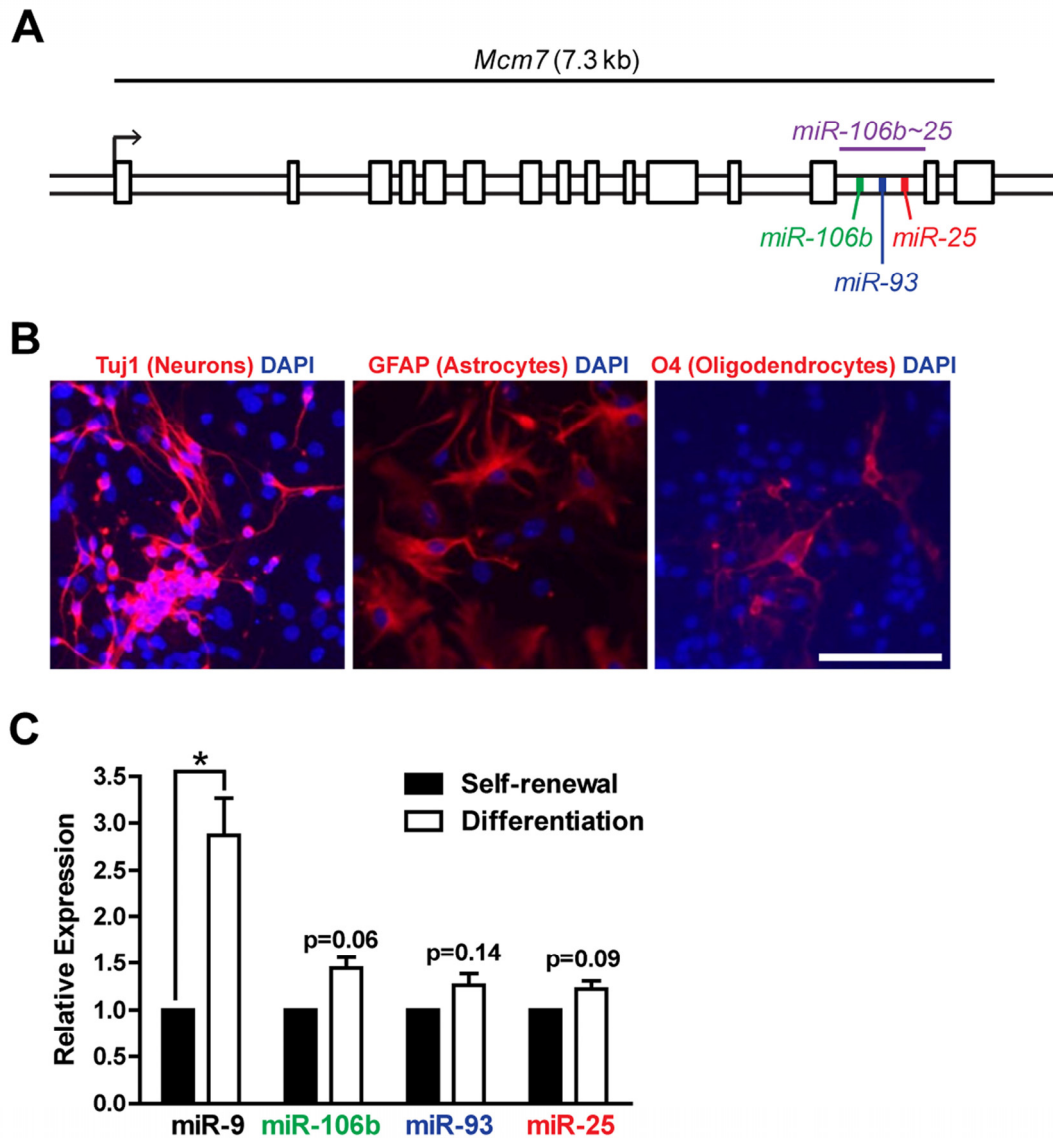 A
Mcm7 (7.3 kb)
miR-106b~25
miR-106b
miR-25
miR-93
B
Tuj1 (Neurons) DAPI
GFAP (Astrocytes) DAPI
O4 (Oligodendrocytes) DAPI
C
Relative Expression
3.5
3.0
2.5
2.0
1.5
1.0
0.5
0.0
*
Self-renewal
Differentiation
p=0.06
p=0.14
p=0.09
miR-9
miR-106b
miR-93
miR-25